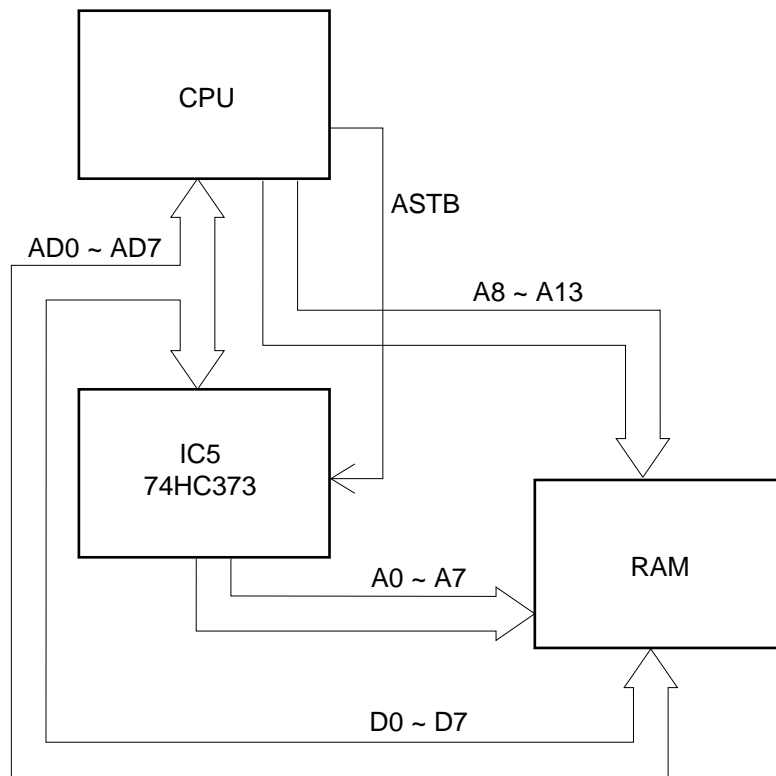 CPU
ASTB
AD0 ~ AD7
A8 ~ A13
IC5
74HC373
RAM
A0 ~ A7
D0 ~ D7